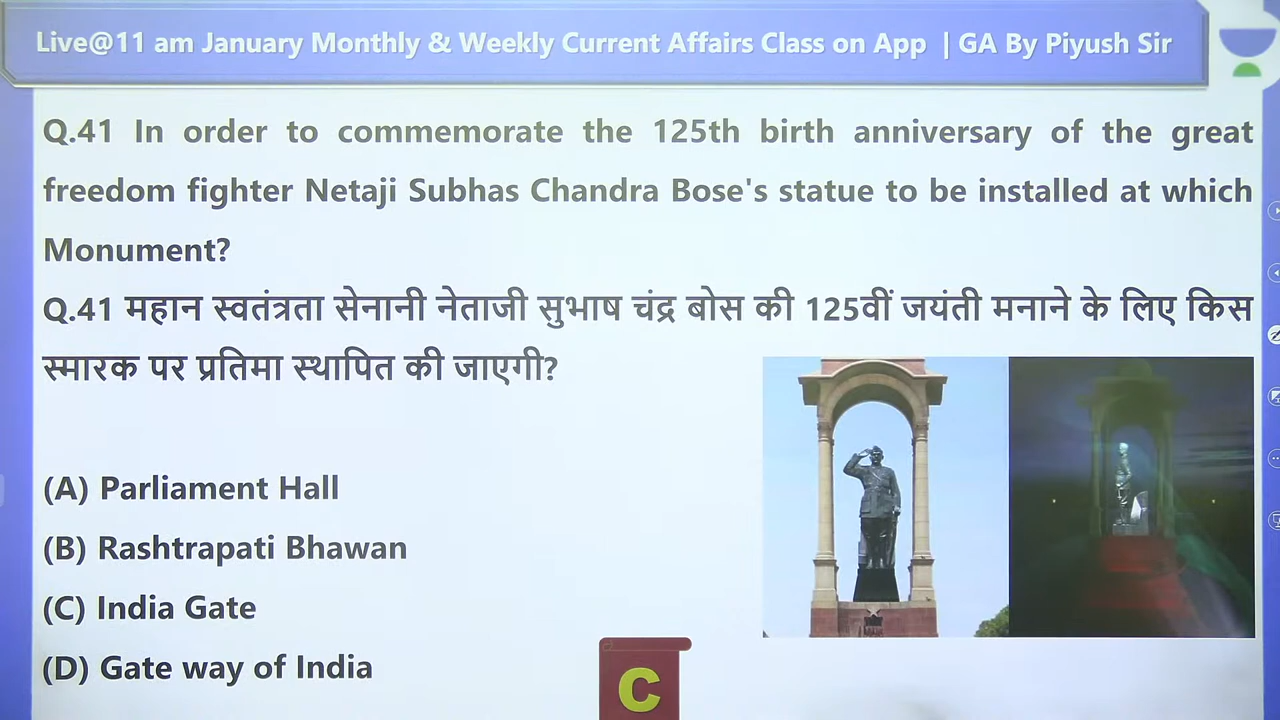 Live@11 am January Monthly & Weekly Current Affairs Class on App | GA By Piyush Sir
Q.41 In order to commemorate the 125th birth anniversary of the great
freedom fighter Netaji Subhas Chandra Bose's statue to be installed at which
Monument?
Q.41 महान स्वतंत्रता सेनानी नेताजी सुभाष चंद्र बोस की 125वीं जयंती मनाने के लिए किस
स्मारक पर प्रतिमा स्थापित की जाएगी?
(A) Parliament Hall
(B) Rashtrapati Bhawan
(C) India Gate
(D) Gate way of India
C